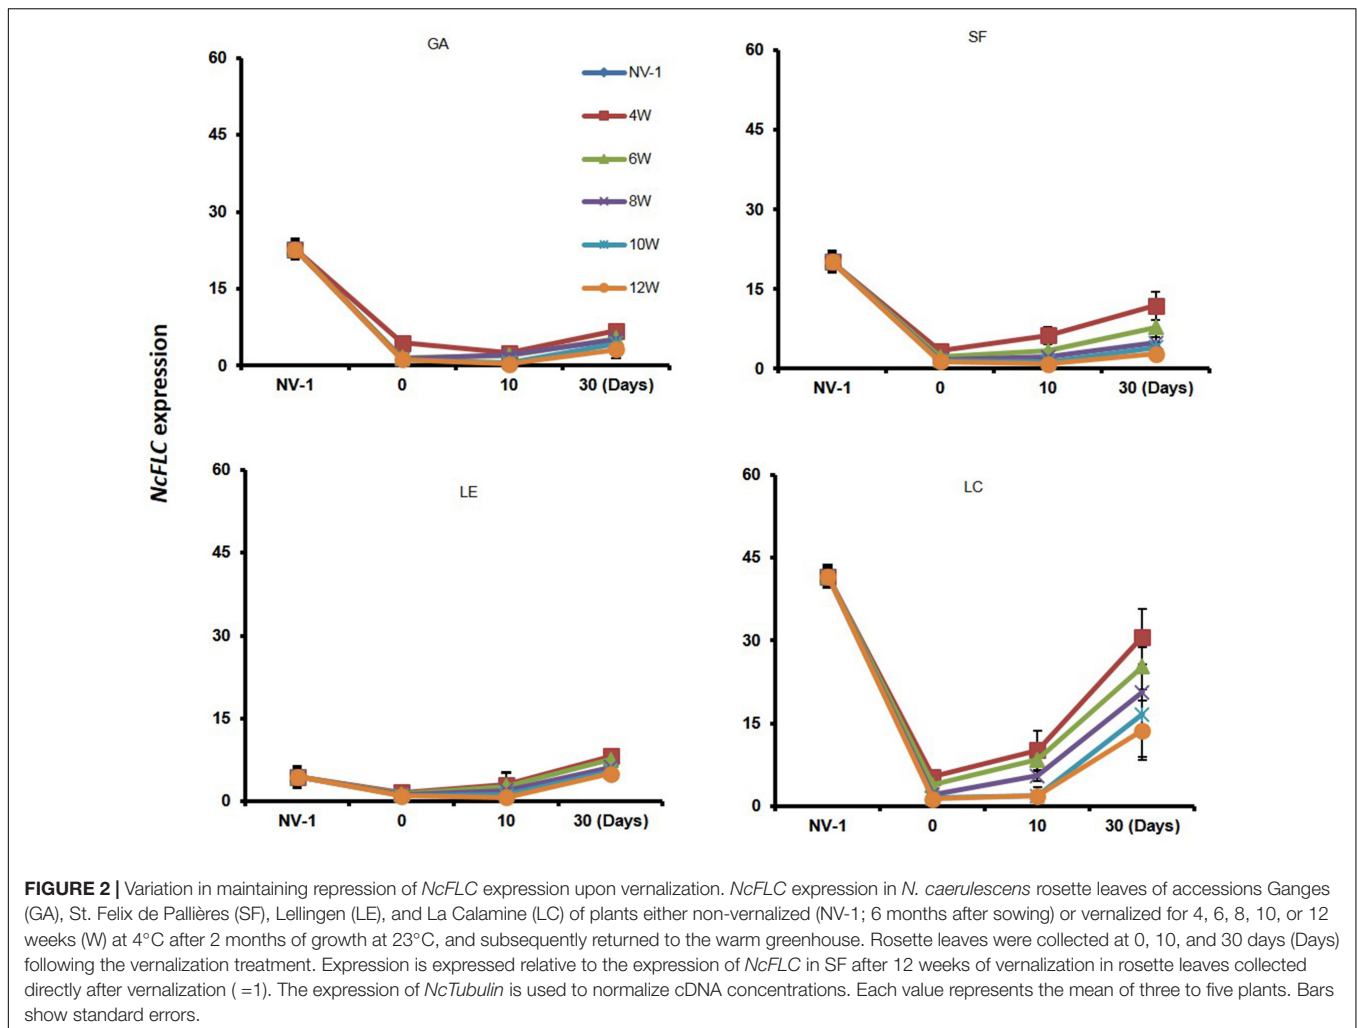 GA
60
45
30
15
0
NV-1 0 10 30 (Days)
NV-1
4W
6W
8W
10W
12W
SF
60
45
30
15
0
NV-1 0 10 30 (Days)
NcFLC expression
LE
60
45
30
15
0
NV-1 0 10 30 (Days)
LC
60
45
30
15
0
NV-1 0 10 30 (Days)
FIGURE 2 | Variation in maintaining repression of NcFLC expression upon vernalization. NcFLC expression in N. caerulescens rosette leaves of accessions Ganges
(GA), St. Felix de Pallières (SF), Lellingen (LE), and La Calamine (LC) of plants either non-vernalized (NV-1; 6 months after sowing) or vernalized for 4, 6, 8, 10, or 12
weeks (W) at 4°C after 2 months of growth at 23°C, and subsequently returned to the warm greenhouse. Rosette leaves were collected at 0, 10, and 30 days (Days)
following the vernalization treatment. Expression is expressed relative to the expression of NcFLC in SF after 12 weeks of vernalization in rosette leaves collected
directly after vernalization ( =1). The expression of NcTubulin is used to normalize cDNA concentrations. Each value represents the mean of three to five plants. Bars
show standard errors.